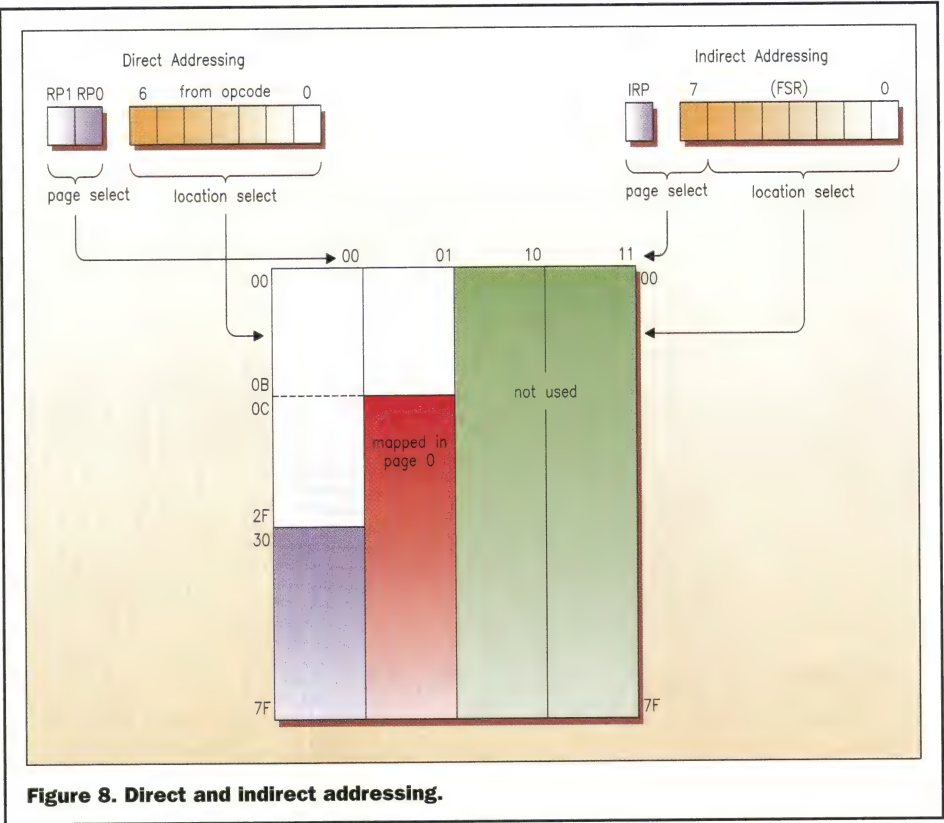 Direct Addressing
RP1 RP0 6 from opcode 0
page select location select
Indirect Addressing
IRP 7 (FSR) 0
page select location select
00 01 10 11
00 00
0B
0C
not used
mapped in
page 0
2F
30
7F 7F
Figure 8. Direct and indirect addressing.